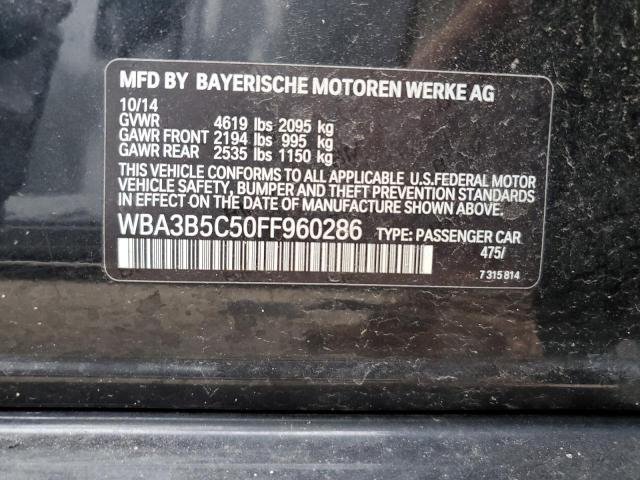 MFD BY BAYERISCHE MOTOREN WERKE AG
10/14
GVWR 4619 lbs 2095 kg
GAWR FRONT 2194 lbs 995 kg
GAWR REAR 2535 lbs 1150 kg
THIS VEHICLE CONFORMS TO ALL APPLICABLE U.S.FEDERAL MOTOR
VEHICLE SAFETY, BUMPER AND THEFT PREVENTION STANDARDS
IN EFFECT ON THE DATE OF MANUFACTURE SHOWN ABOVE.
WBA3B5C50FF960286 TYPE: PASSENGER CAR
475/
7 315 814